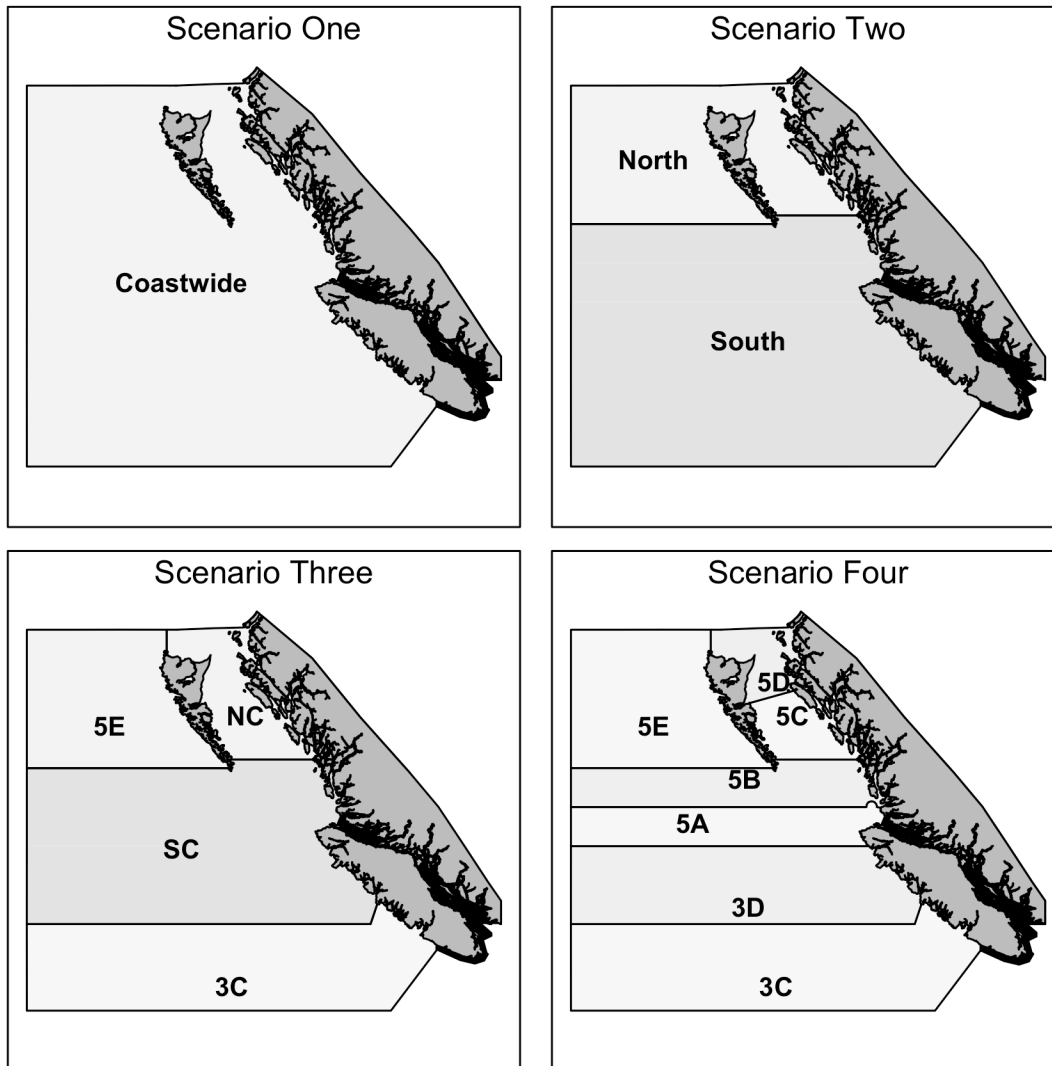 Scenario One
Coastwide
Scenario Two
North
South
Scenario Three
5E
NC
SC
3C
Scenario Four
5D
5C
5E
5B
5A
3D
3C